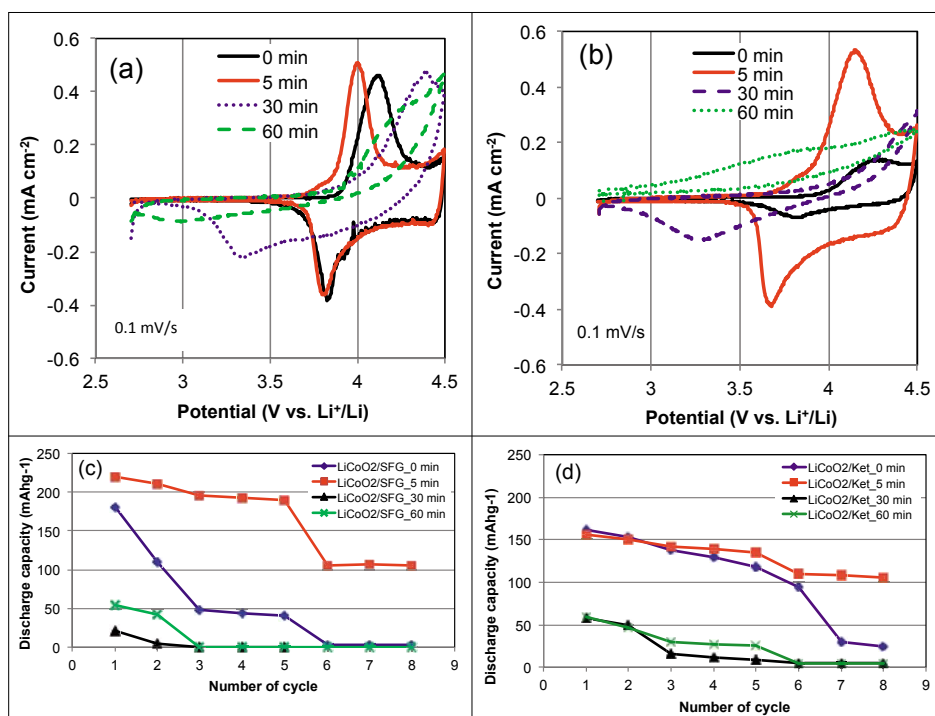 (a)
0 min
5 min
30 min
60 min
0.6
0.4
0.2
0
-0.2
-0.4
-0.6
Current (mA cm-2)
0.1 mV/s
2.5 3 3.5 4 4.5
Potential (V vs. Li+/Li)
(b)
0 min
5 min
30 min
60 min
0.6
0.4
0.2
0
-0.2
-0.4
-0.6
Current (mA cm-2)
0.1 mV/s
2.5 3 3.5 4 4.5
Potential (V vs. Li+/Li)
(c)
LiCoO2/SFG_0 min
LiCoO2/SFG_5 min
LiCoO2/SFG_30 min
LiCoO2/SFG_60 min
250
200
150
100
50
0
Discharge capacity (mAhg-1)
0 1 2 3 4 5 6 7 8 9
Number of cycle
(d)
LiCoO2/Ket_0 min
LiCoO2/Ket_5 min
LiCoO2/Ket_30 min
LiCoO2/Ket_60 min
250
200
150
100
50
0
Discharge capacity (mAhg-1)
0 1 2 3 4 5 6 7 8 9
Number of cycle